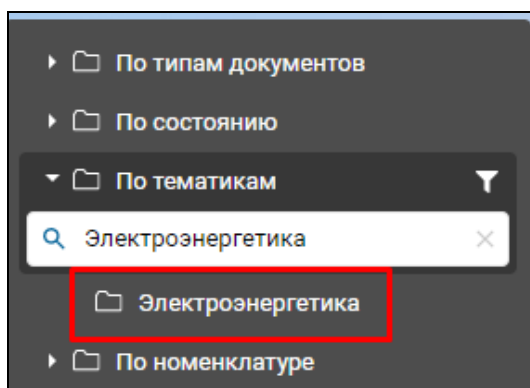 По типам документов
По состоянию
По тематикам
Электроэнергетика
Электроэнергетика
По номенклатуре